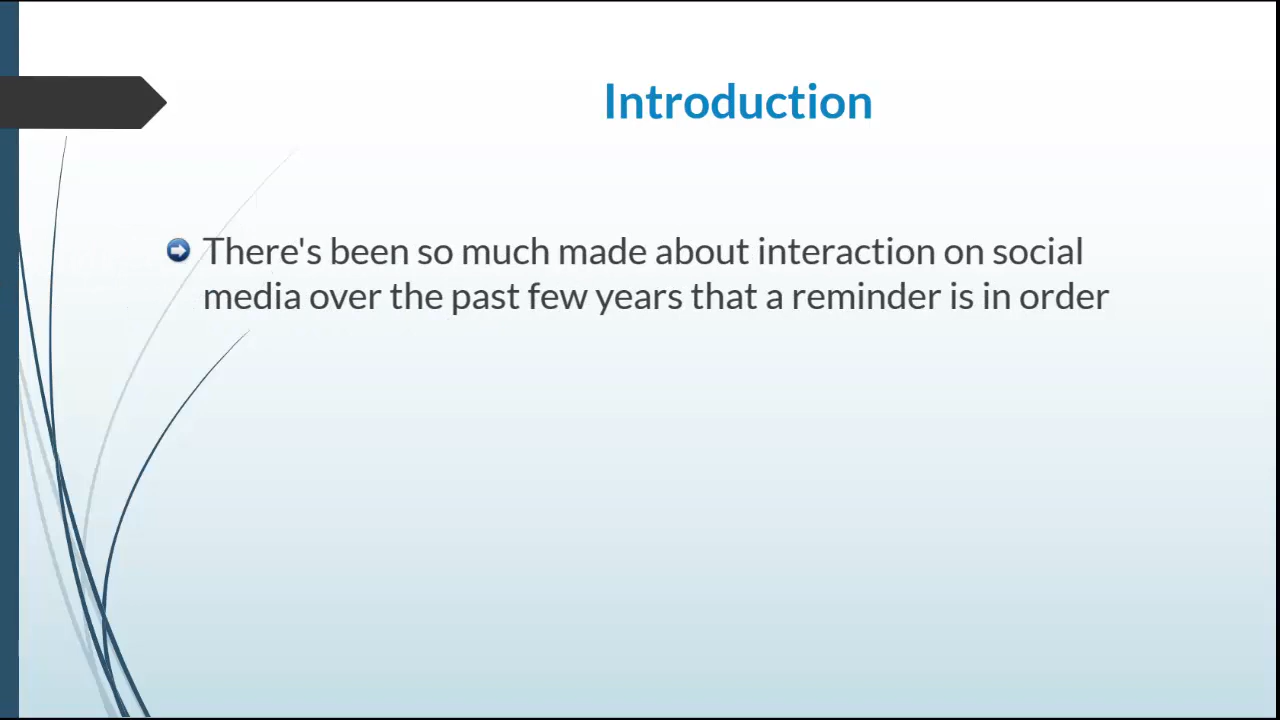 Introduction
There's been so much made about interaction on social
media over the past few years that a reminder is in order